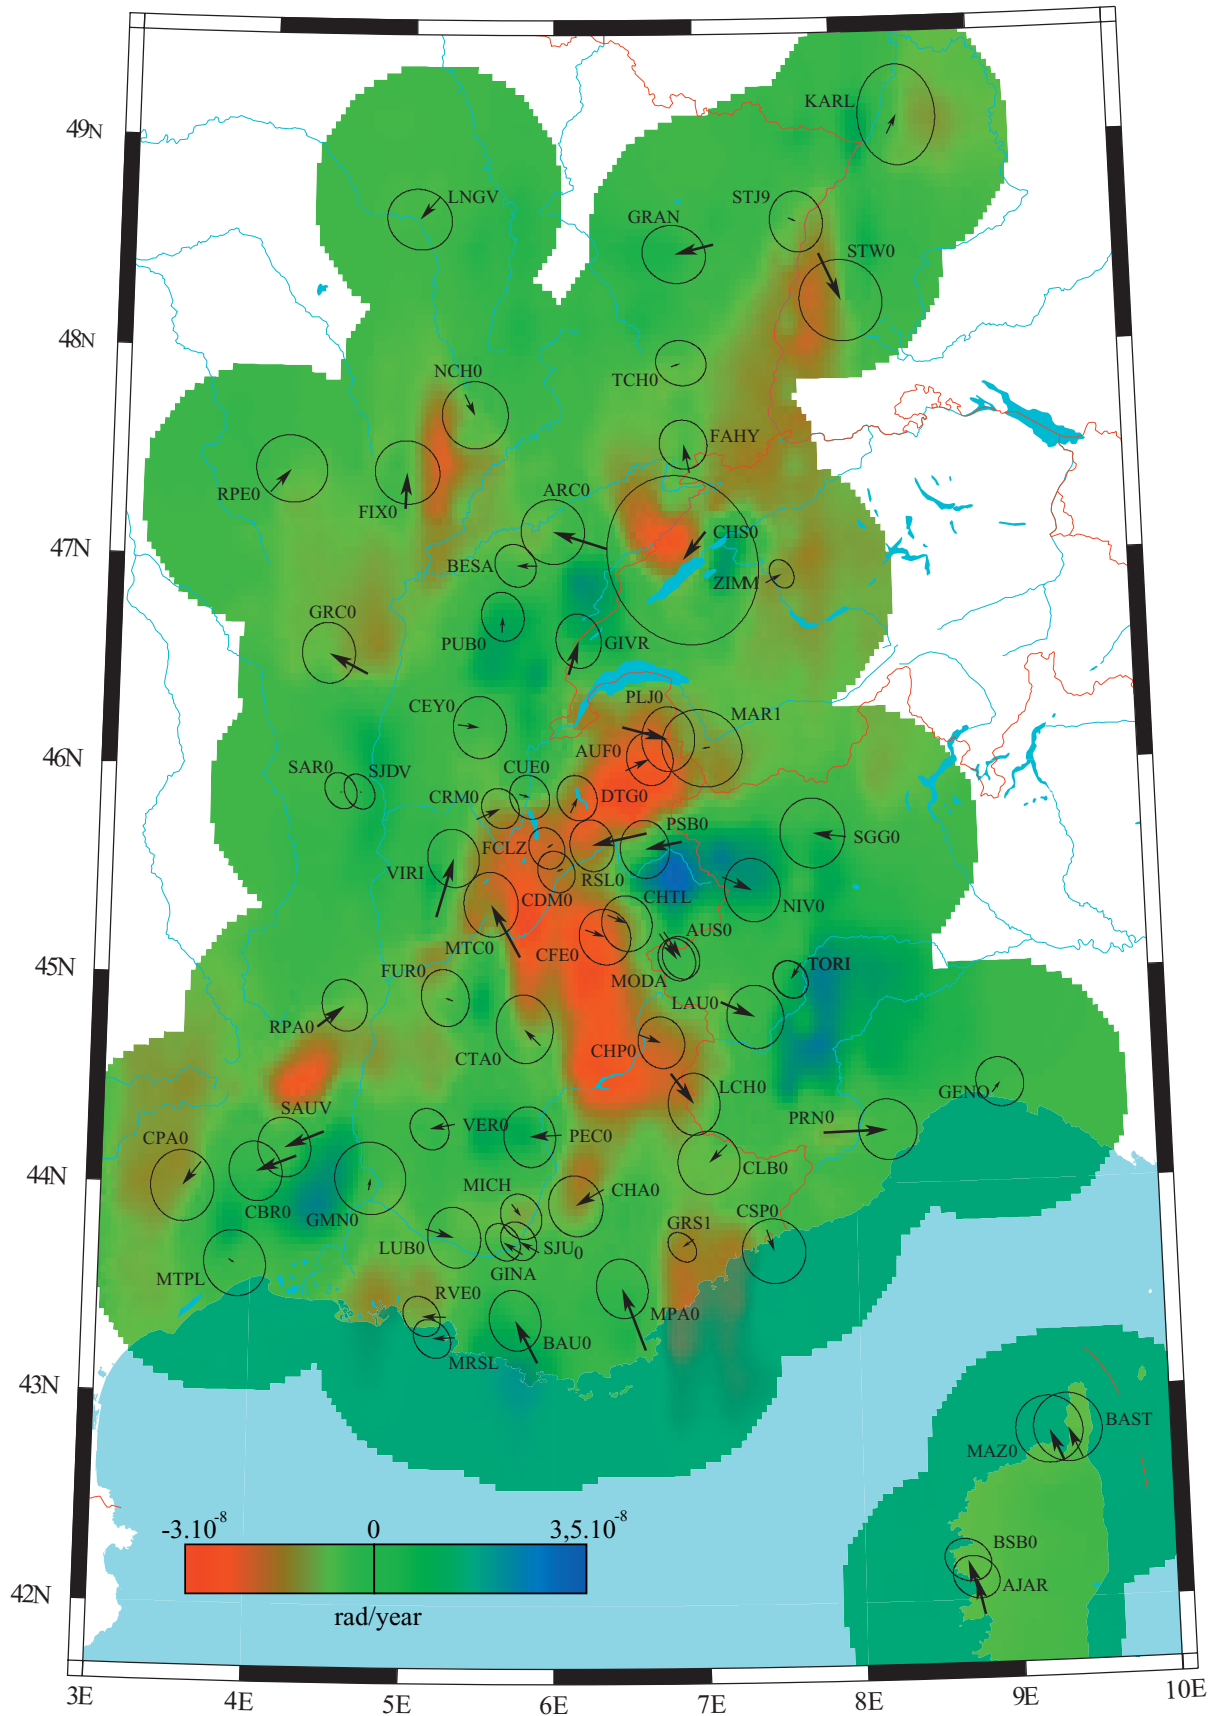 KARL
49N
LNGV
STJ9
GRAN
STW0
48N
NCH0
TCH0
FAHY
RPE0
FIX0
ARC0
CHS0
47N
BESA
ZIMM
GRC0
PUB0
GIVR
CEY0
PLJ0
MAR1
46N
AUF0
SAR0
SJDV
CUE0
CRM0
DTG0
PSB0
SGG0
FCLZ
VIRI
RSL0
CDM0
CHTL
NIV0
MTC0
CFE0
AUS0
45N
FUR0
MODA
TORI
LAU0
RPA0
CTA0
CHP0
LCH0
GENO
SAUV
PRN0
CPA0
VER0
PEC0
44N
CLB0
MICH
CHA0
CBR0
GMN0
GRS1
CSP0
LUB0
SJU0
MTPL
GINA
RVE0
MPA0
BAU0
MRSL
43N
BAST
MAZ0
-3.10-8 0 3,5.10-8
BSB0
AJAR
42N
rad/year
3E 4E 5E 6E 7E 8E 9E 10E